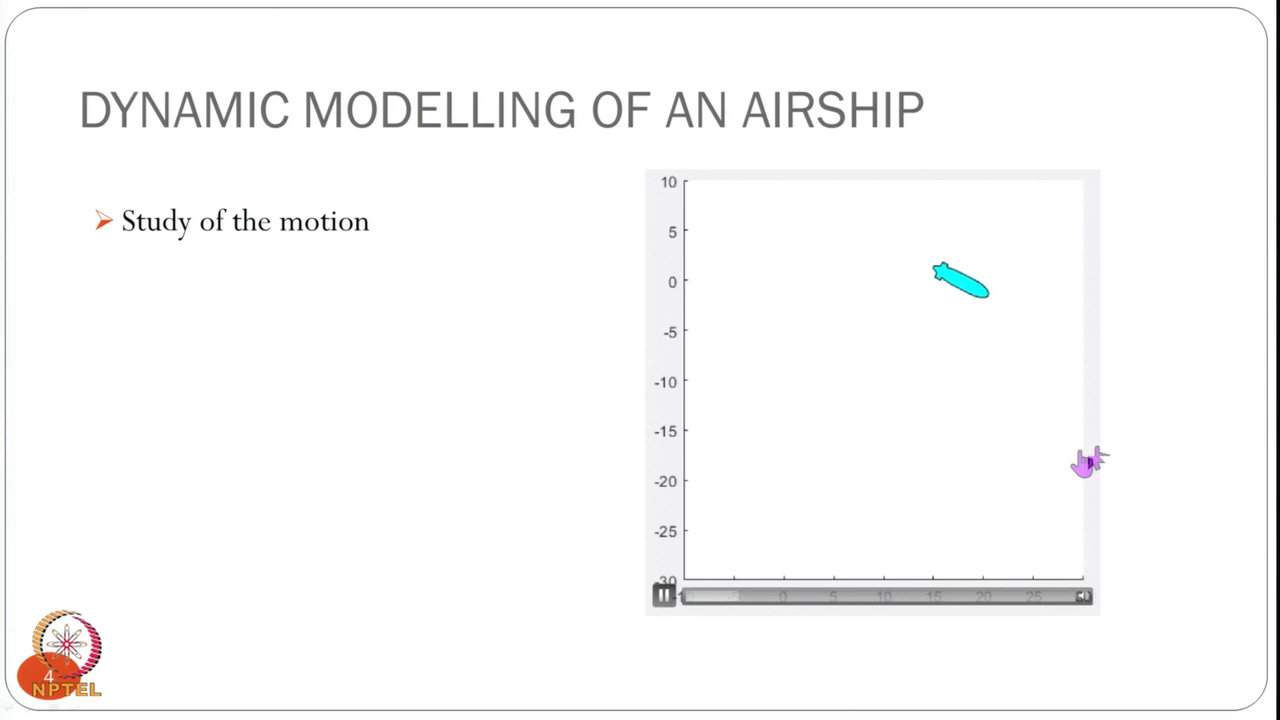 DYNAMIC MODELLING OF AN AIRSHIP
Study of the motion
10
5
0
-5
-10
-15
-20
-25
-30
0 5 10 15 20 25
4
NPTEL